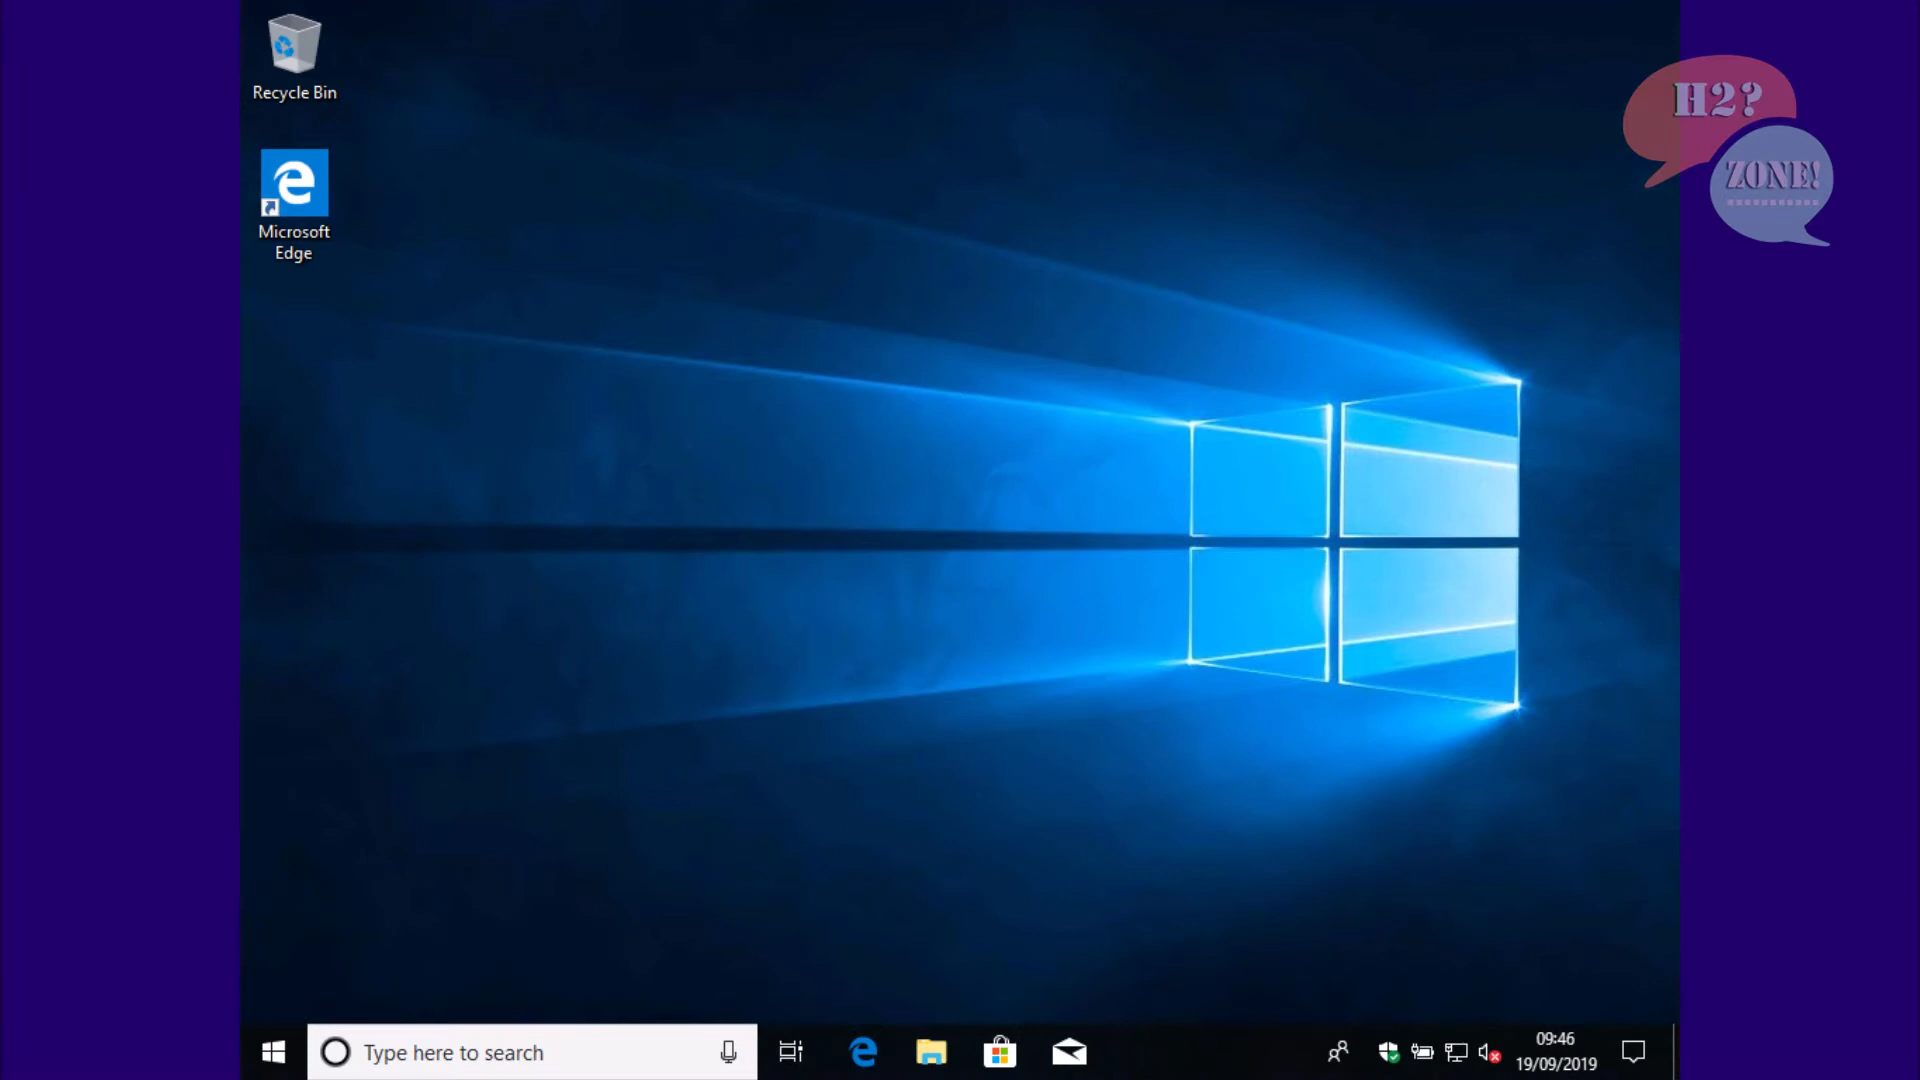 Recycle Bin
H2?
ZONE!
Microsoft
Edge
Type here to search
09:46
19/09/2019